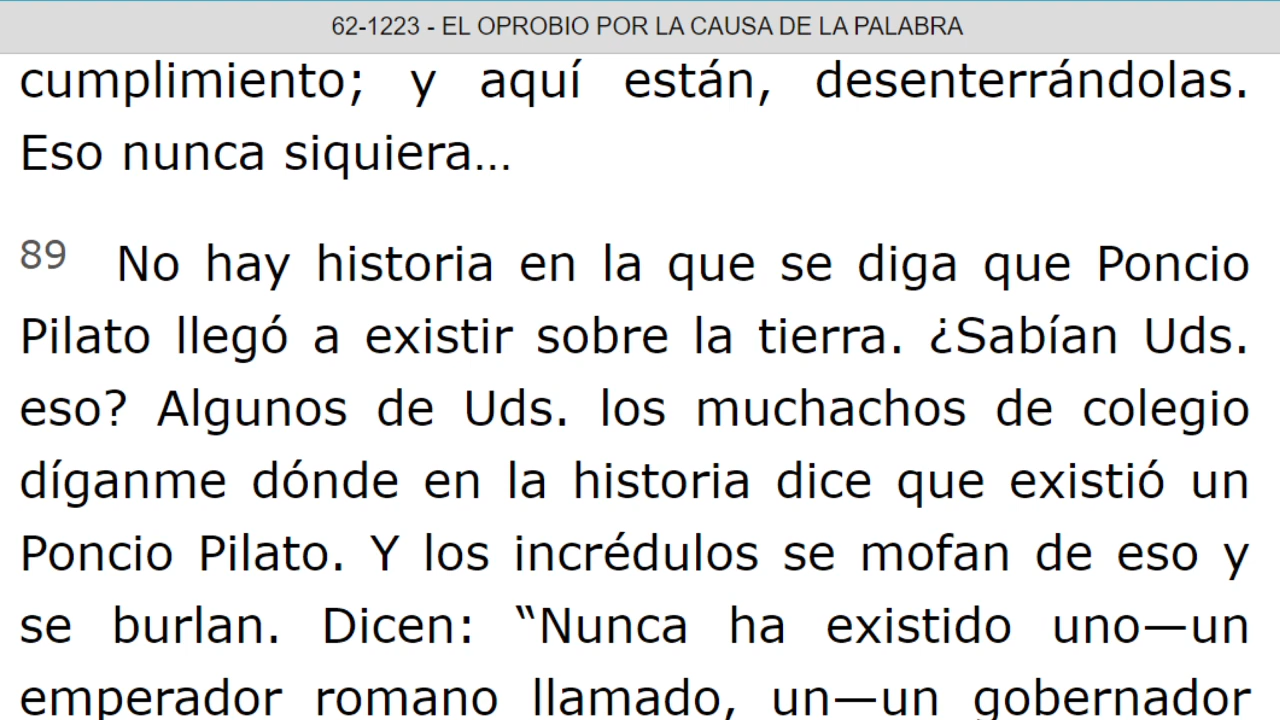 62-1223 - EL OPROBIO POR LA CAUSA DE LA PALABRA
cumplimiento; y aquí están, desenterrándolas.
Eso nunca siquiera...
89 No hay historia en la que se diga que Poncio
Pilato llegó a existir sobre la tierra. ¿Sabían Uds.
eso? Algunos de Uds. los muchachos de colegio
díganme dónde en la historia dice que existió un
Poncio Pilato. Y los incrédulos se mofan de eso y
se burlan. Dicen: “Nunca ha existido uno—un
emperador romano llamado, un—un gobernador